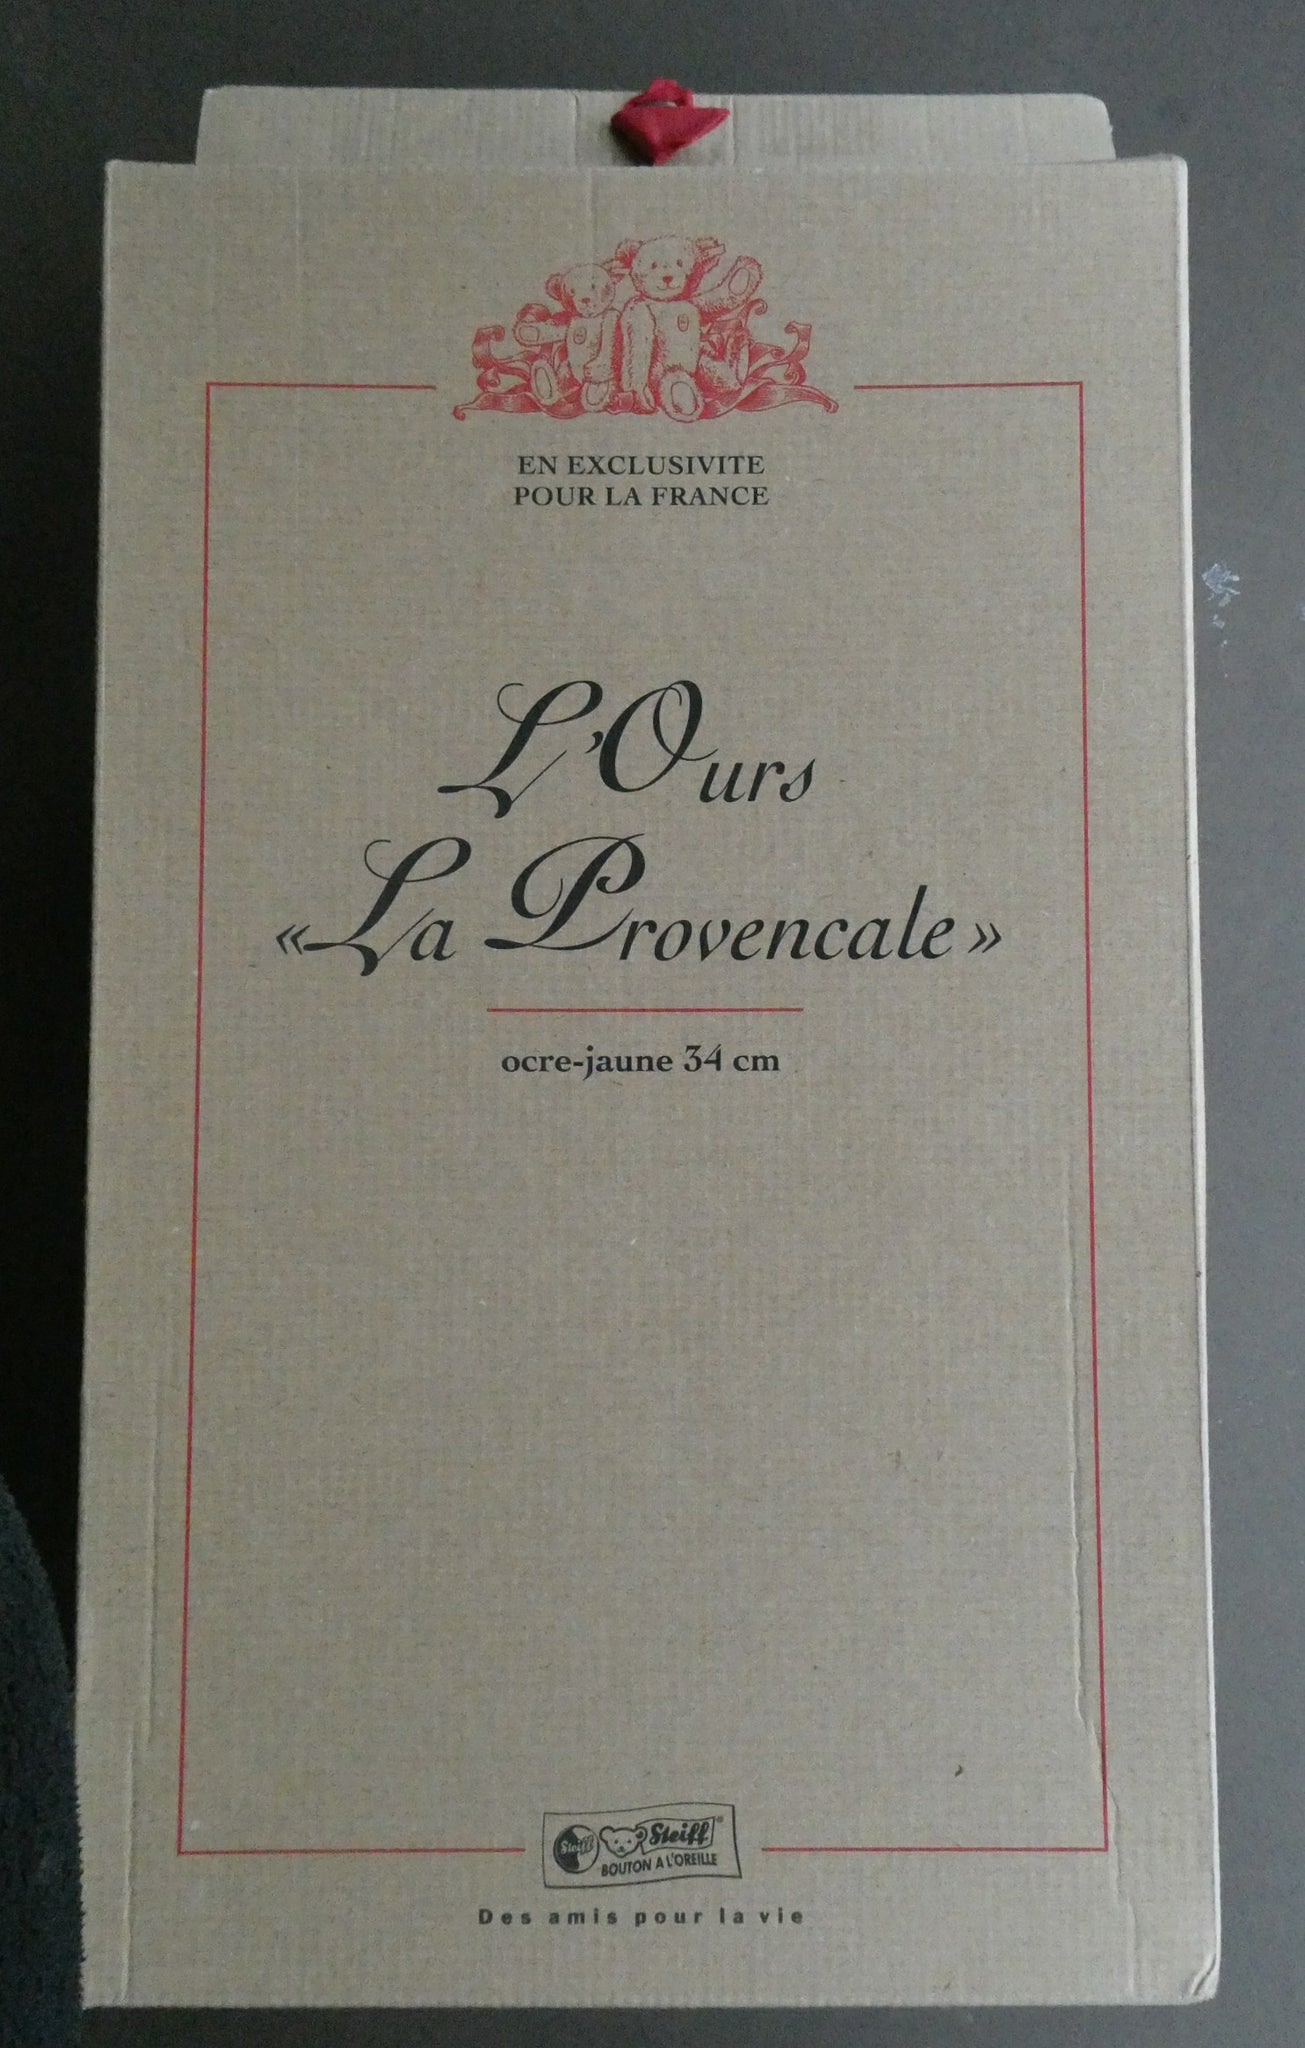 EN EXCLUSIVITE
POUR LA FRANCE
L'Ours
«La Provencale»
ocre-jaune 34 cm
Steiff Steiff®
BOUTON A L'OREILLE
Des amis pour la vie